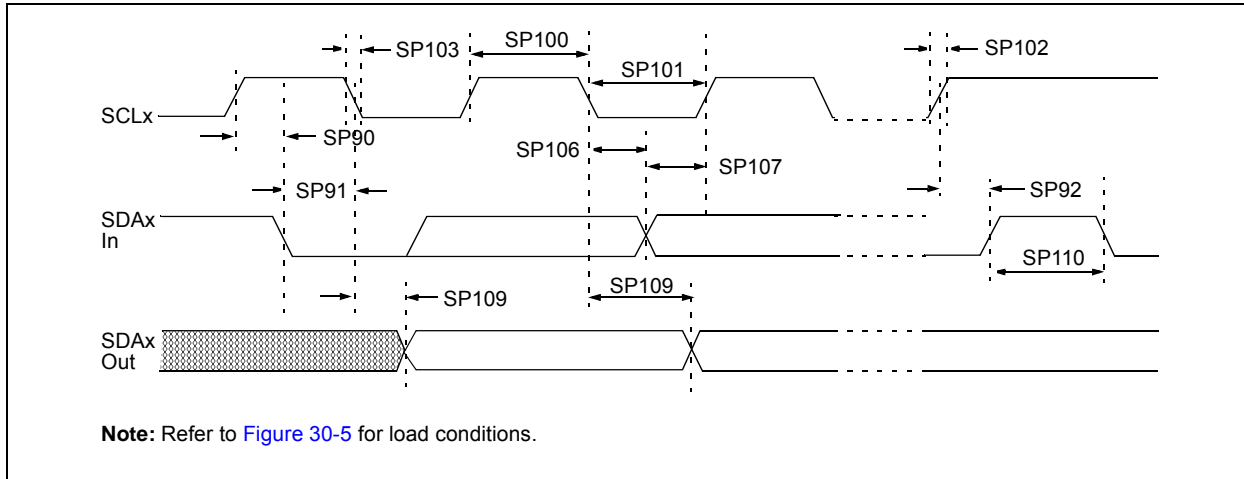 SP103
SP100
SP102
SP101
SCLx
SP90
SP106
SP107
SP91
SP92
SDAx
In
SP110
SP109
SP109
SDAx
Out
Note: Refer to Figure 30-5 for load conditions.